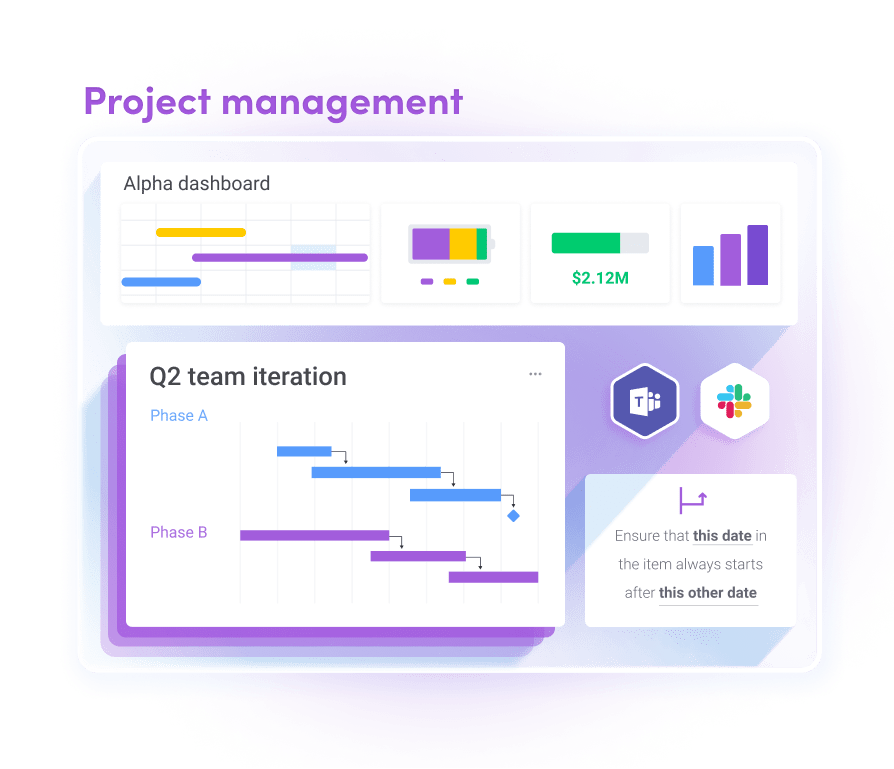 Project management
Alpha dashboard
$2.12M
Q2 team iteration
Phase A
Phase B
T
Ensure that this date in
the item always starts
after this other date